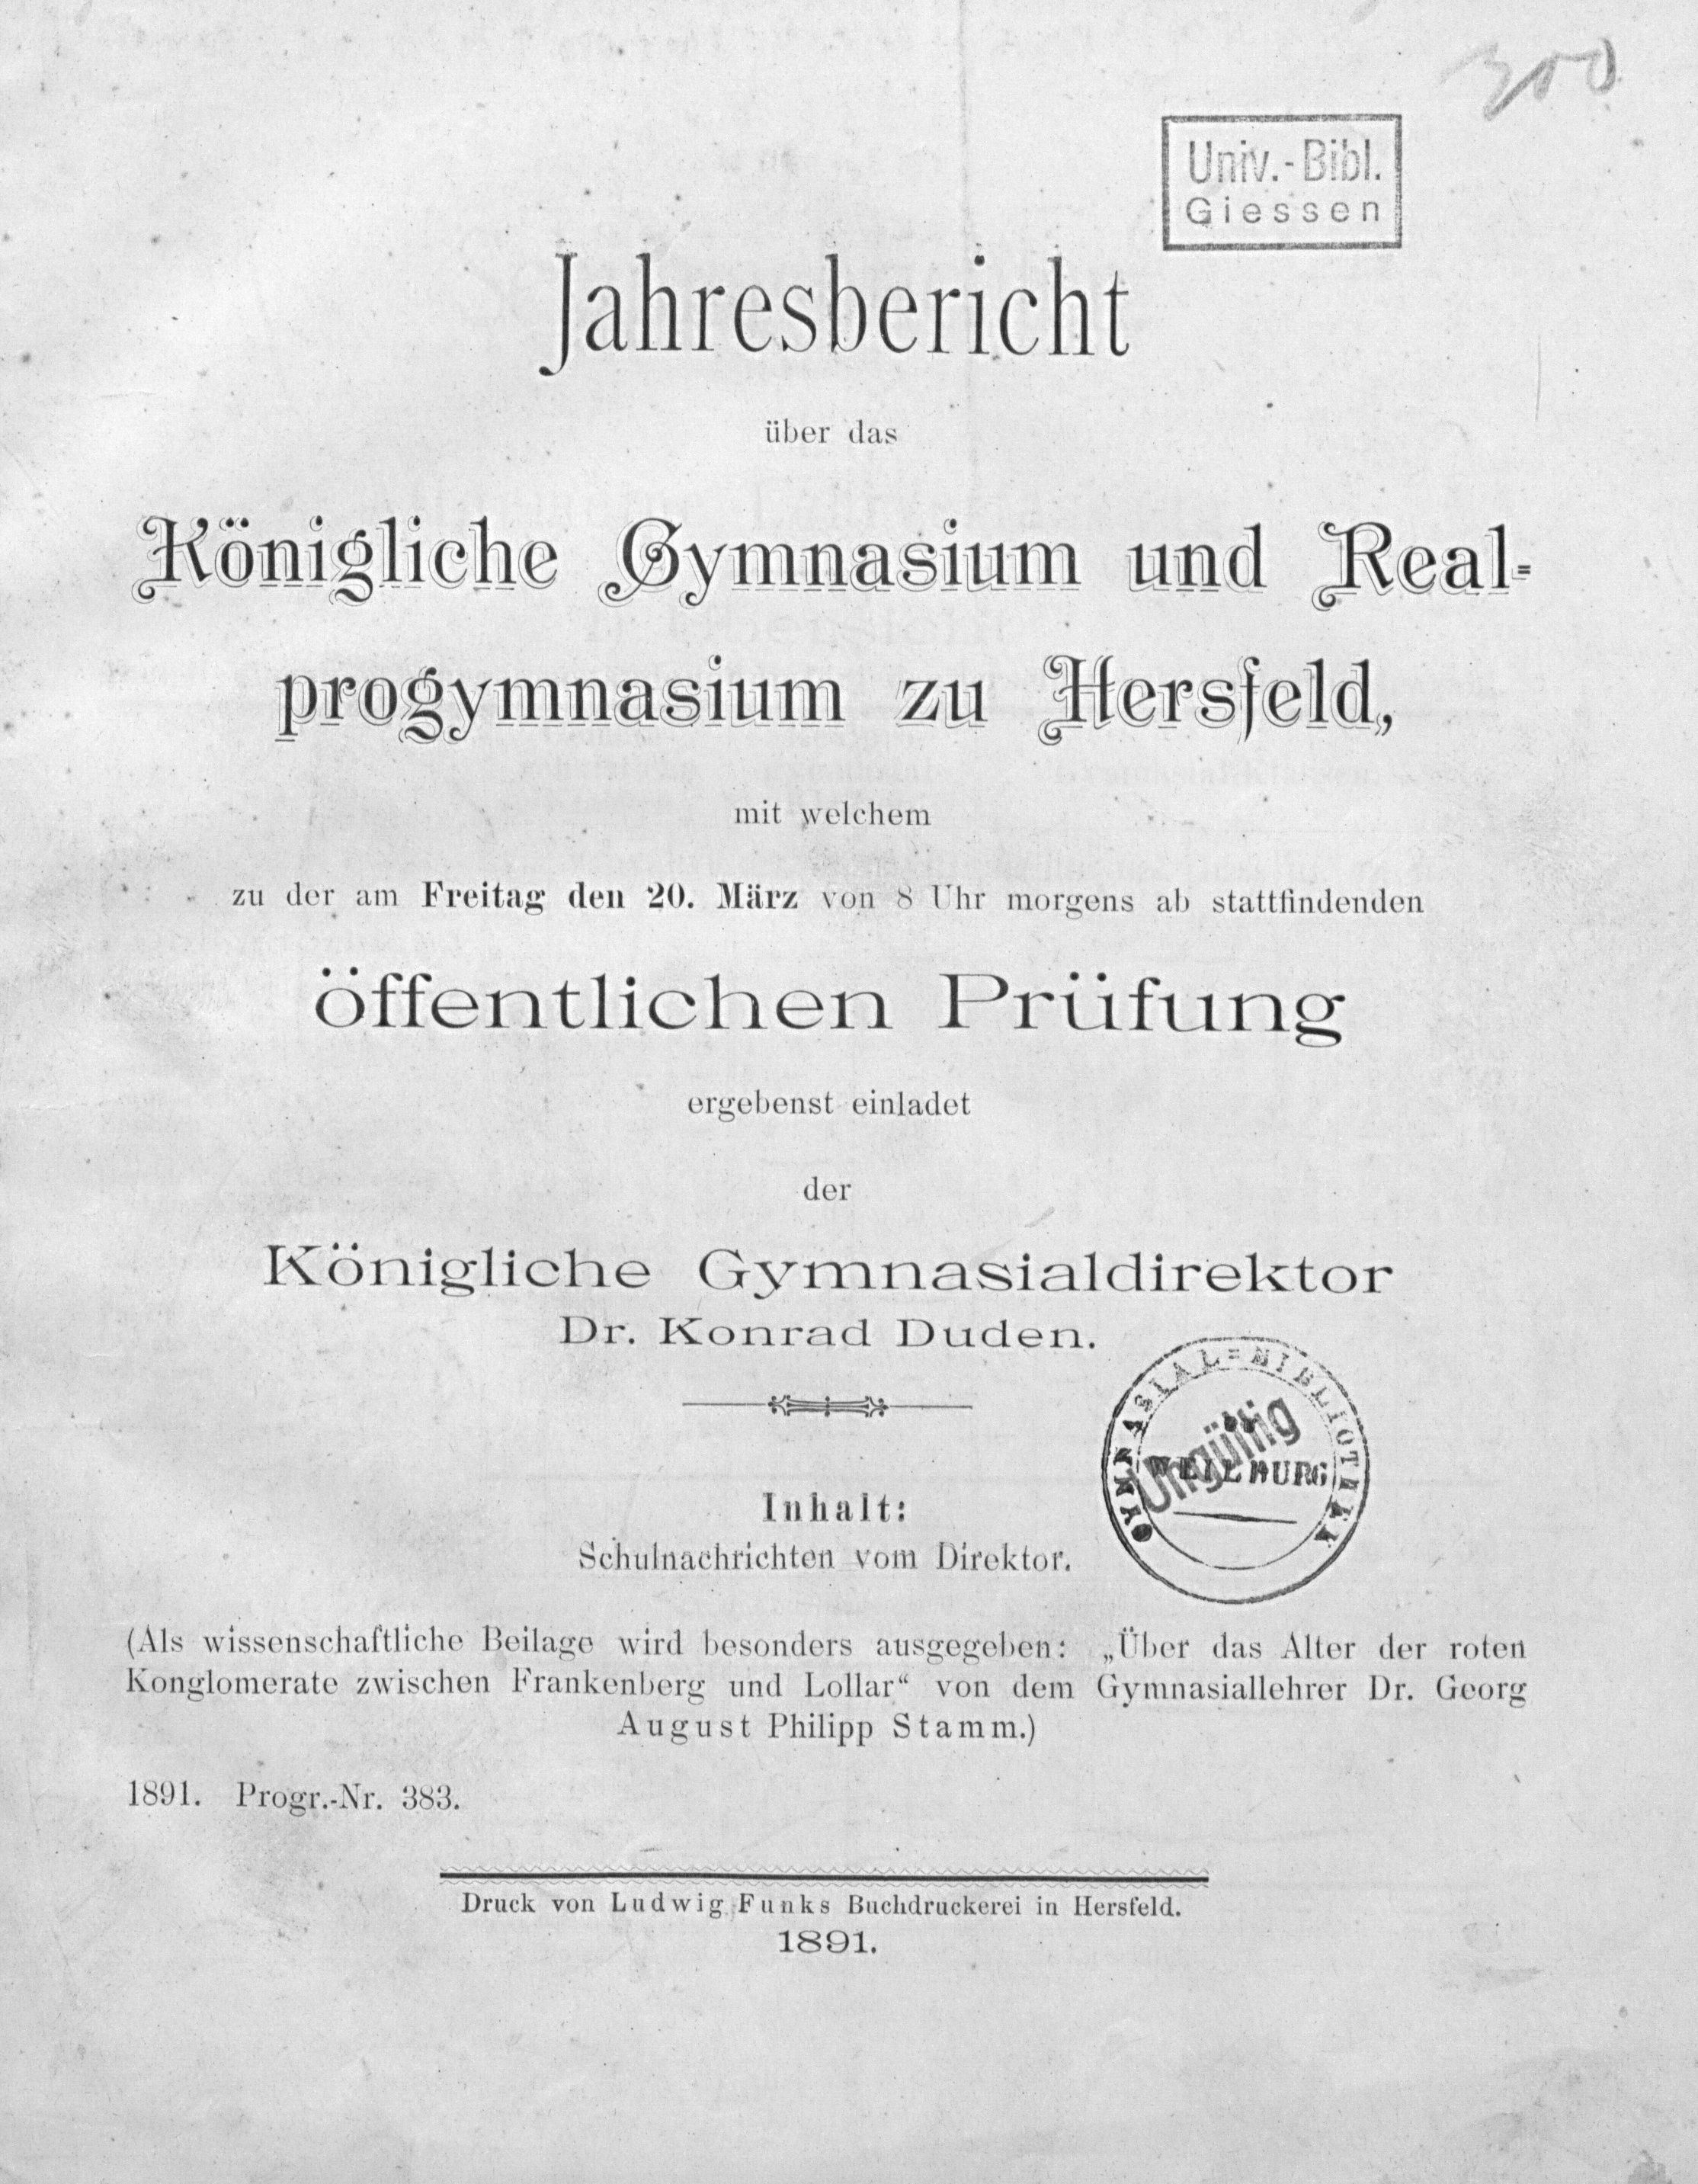 300
Univ.-Bibl.
Giessen
Jahresbericht
über das
Königliche Gymnasium und Real-
progymnasium zu Hersfeld,
mit welchem
zu der am Freitag den 20. März von 8 Uhr morgens ab stattfindenden
öffentlichen Prüfung
ergebenst einladet
der
Königliche Gymnasialdirektor
Dr. Konrad Duden.
GYMNASIAL-BIBLIOTHEK
WEILBURG
Ungültig
Inhalt:
Schulnachrichten vom Direktor.
(Als wissenschaftliche Beilage wird besonders ausgegeben: „Über das Alter der roten
Konglomerate zwischen Frankenberg und Lollar“ von dem Gymnasiallehrer Dr. Georg
August Philipp Stamm.)
1891. Progr.-Nr. 383.
Druck von Ludwig Funks Buchdruckerei in Hersfeld.
1891.